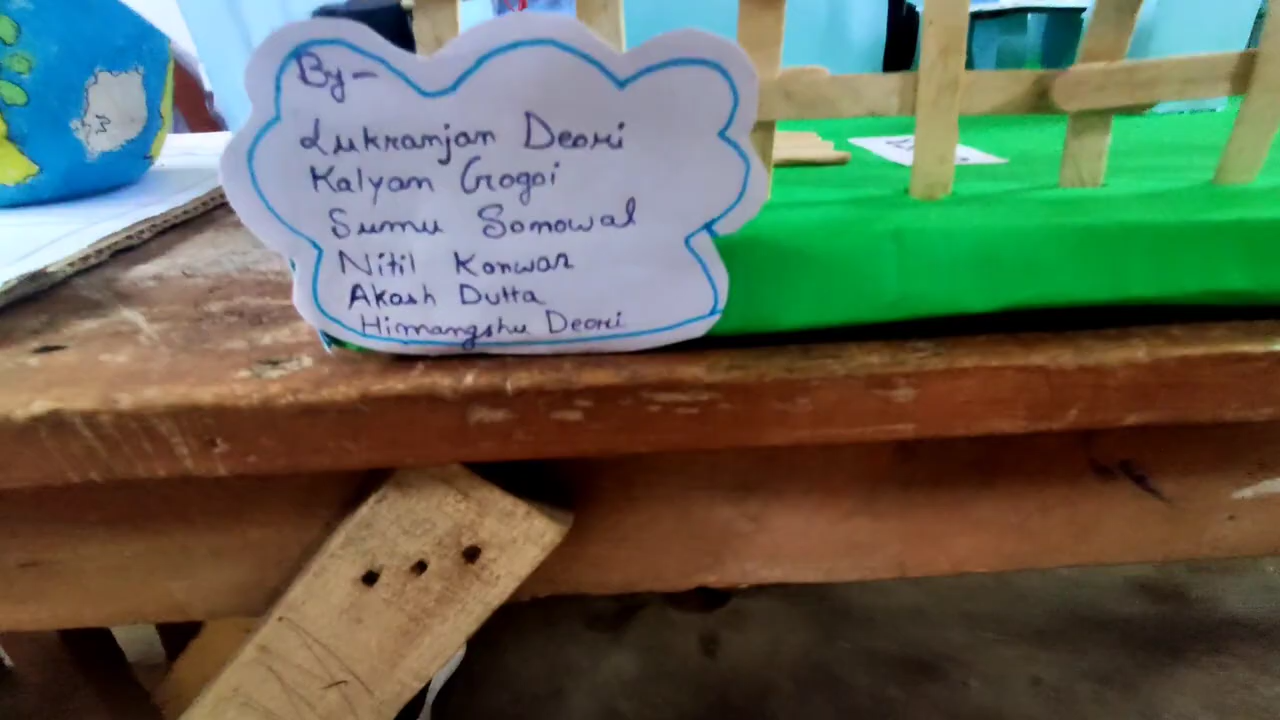 By-
Lukranjan Deori
Kalyan Gogoi
Sumu Sonowal
Nitil Konwar
Akash Dutta
Himangshu Deori